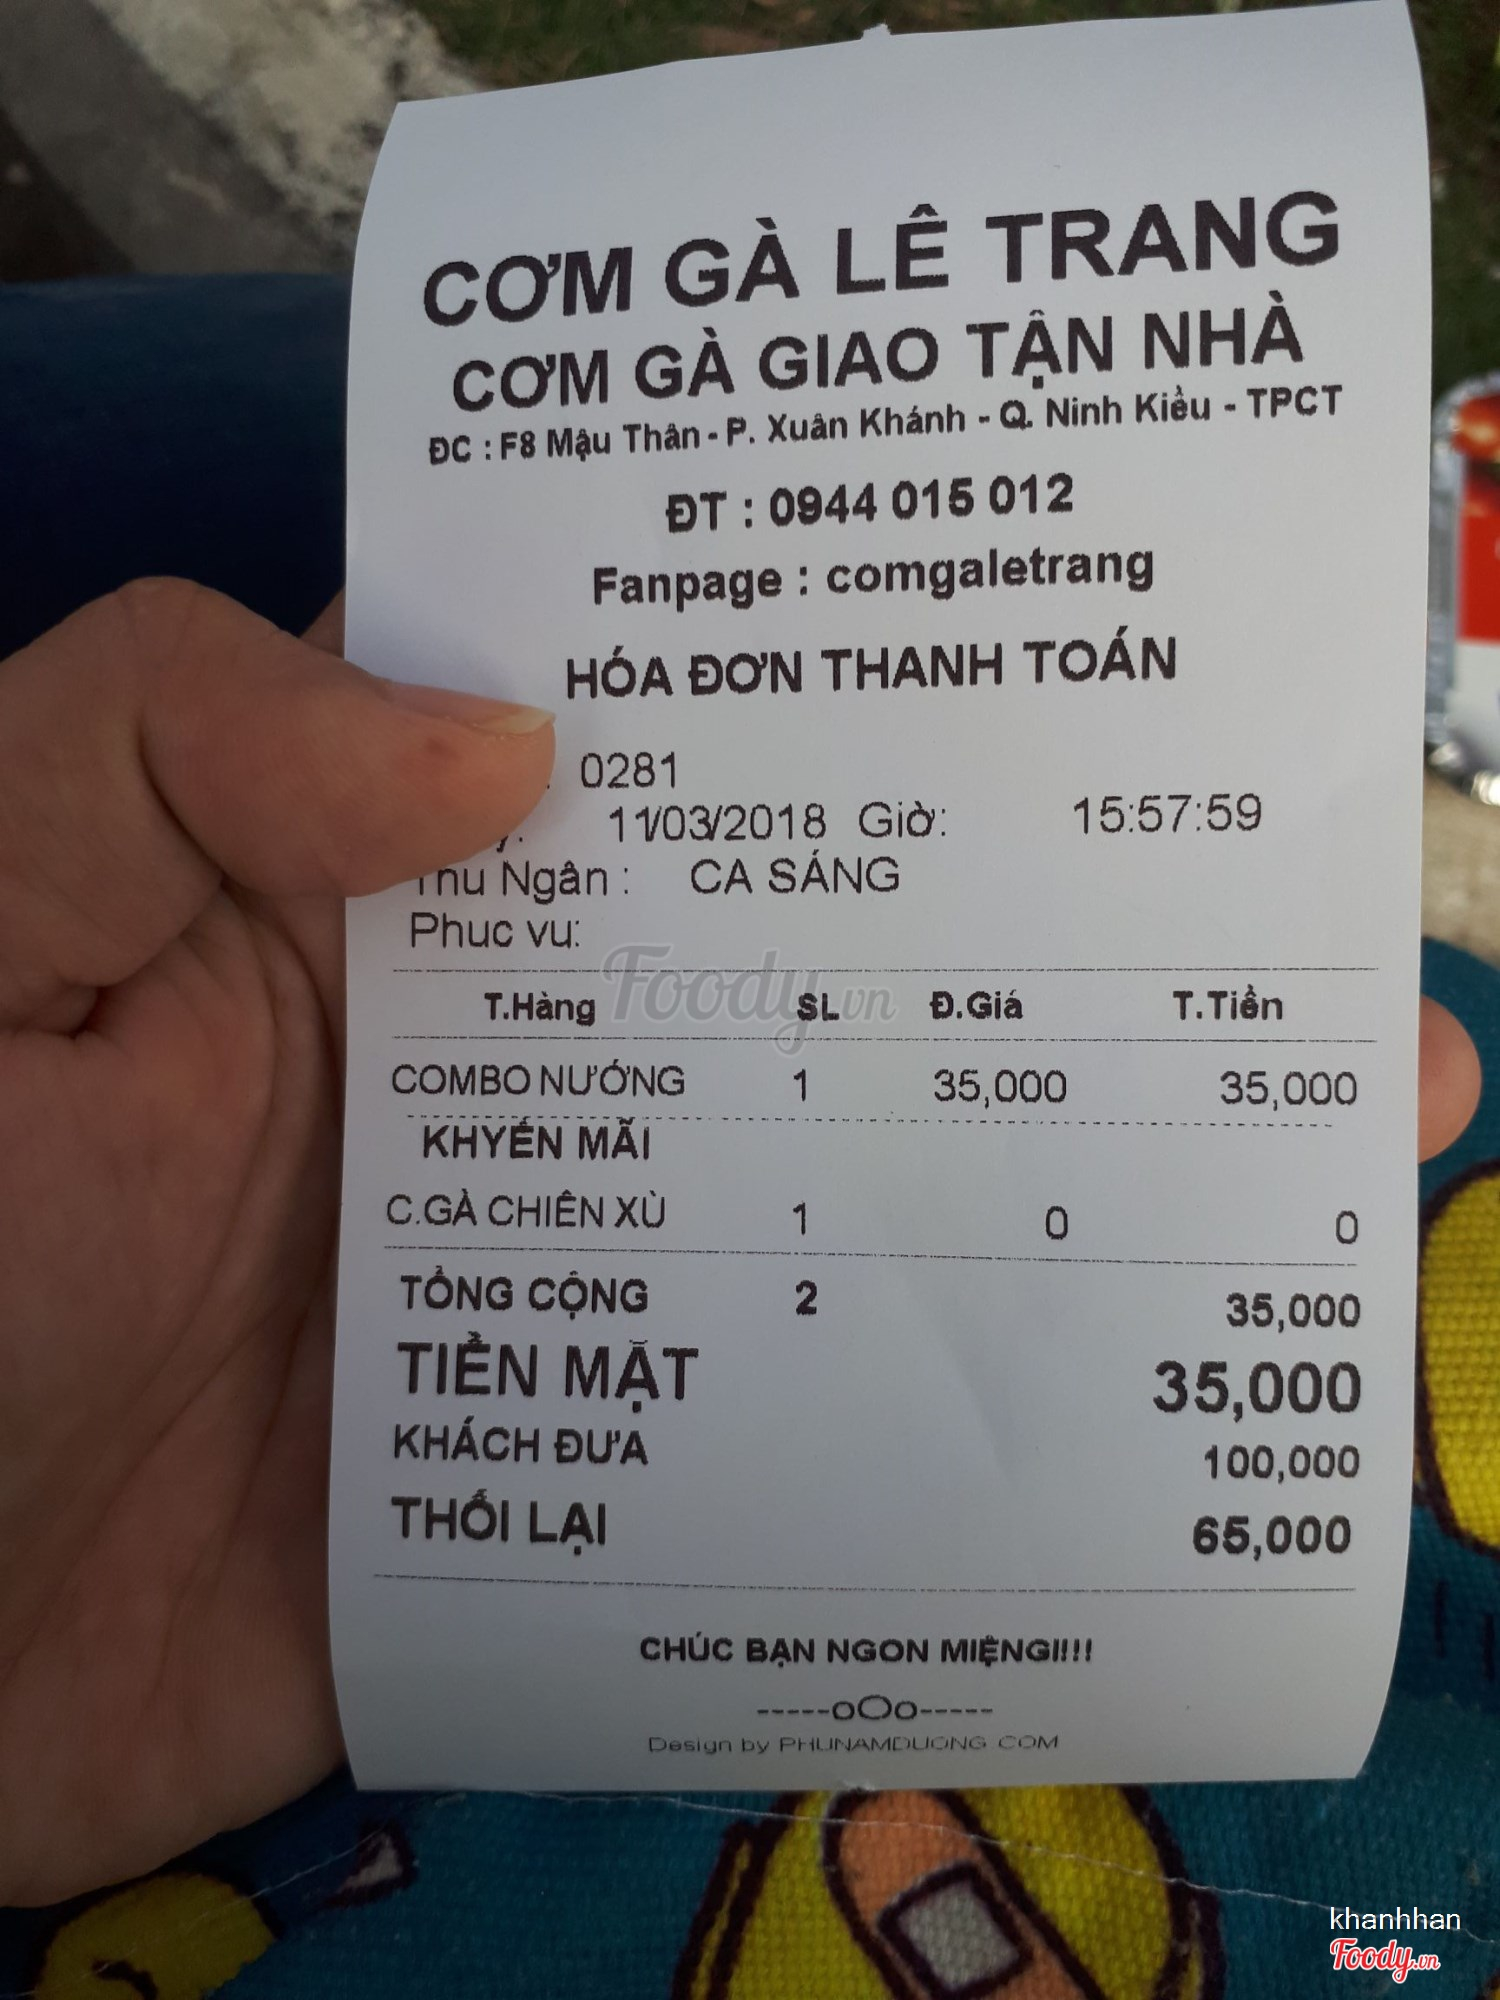 CƠM GÀ LÊ TRANG
CƠM GÀ GIAO TẬN NHÀ
ĐC : F8 Mậu Thân - P. Xuân Khánh - Q. Ninh Kiều - TPCT
ĐT : 0944 015 012
Fanpage : comgaletrang
HÓA ĐƠN THANH TOÁN
0281
11/03/2018 Giờ: 15:57:59
Thu Ngân : CA SÁNG
Phuc vu:
Foody.vn
T.Hàng SL Đ.Giá T.Tiền
COMBO NƯỚNG 1 35,000 35,000
KHYẾN MÃI
C.GÀ CHIÊN XÙ 1 0 0
TỔNG CỘNG 2 35,000
TIỀN MẶT 35,000
KHÁCH ĐƯA 100,000
THỐI LẠI 65,000
CHÚC BẠN NGON MIỆNG!!!!
-----oOo-----
Design by PHUNAMDUONG.COM
khanhhan
Foody.vn